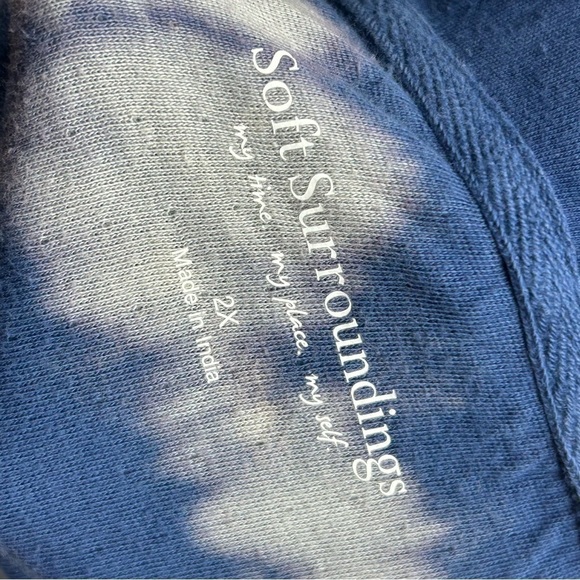 Soft Surroundings
my time. my place. my self.
2X
Made in India